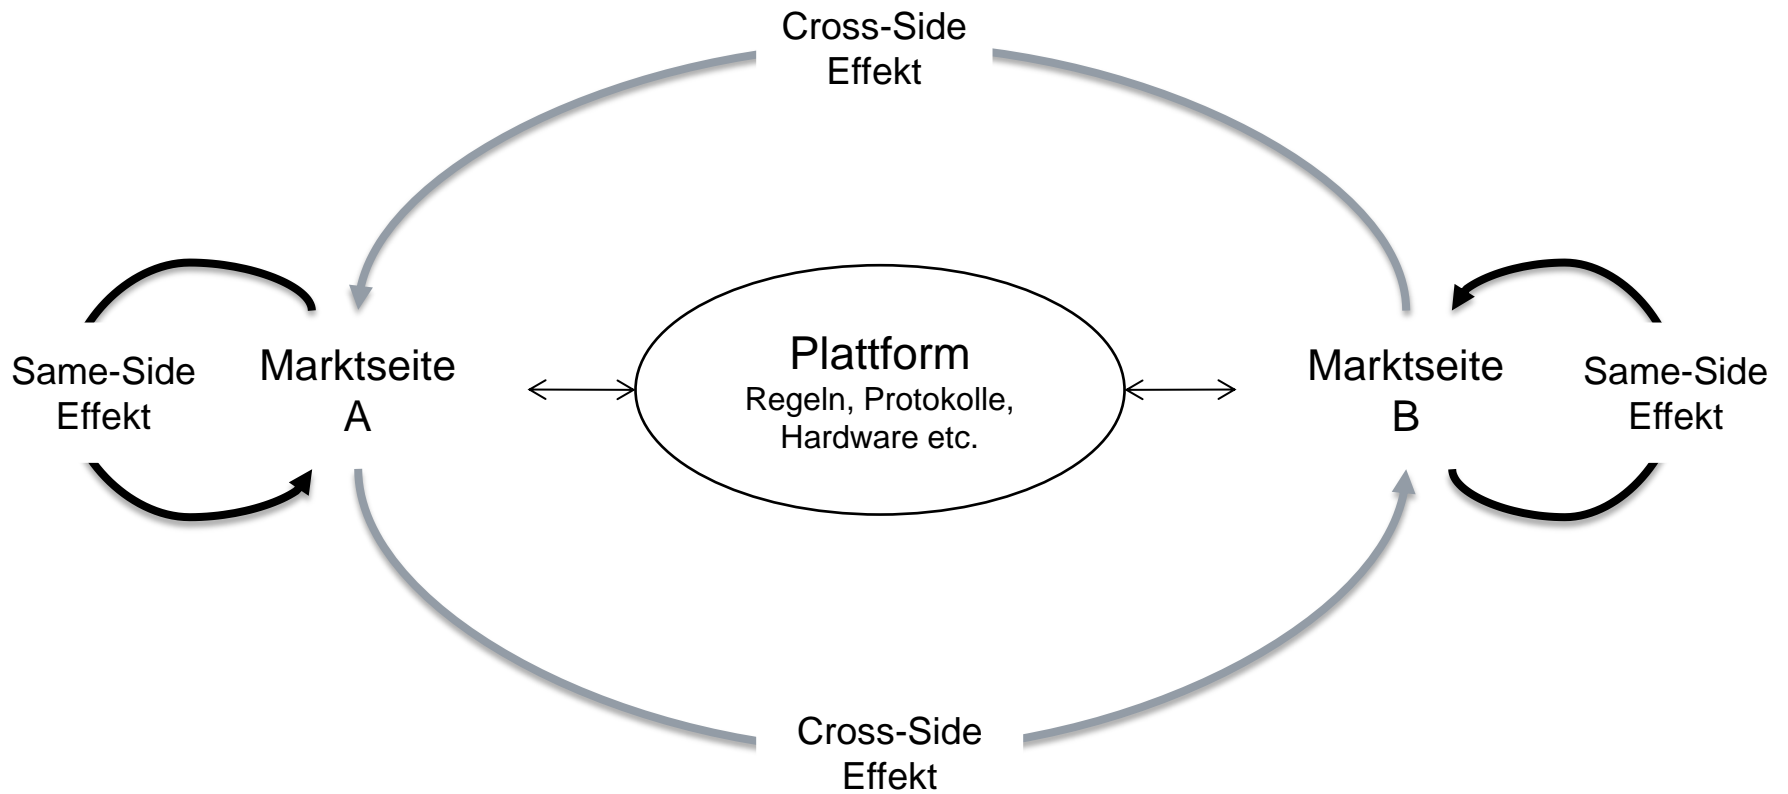 Cross-Side
Effekt
Same-Side
Effekt
Marktseite
A
Plattform
Regeln, Protokolle,
Hardware etc.
Marktseite
B
Same-Side
Effekt
Cross-Side
Effekt